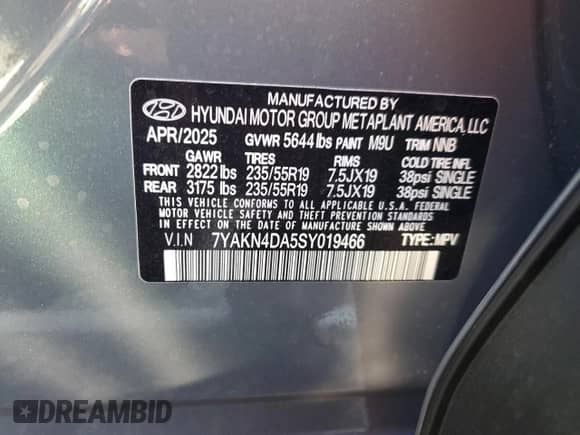 MANUFACTURED BY
HYUNDAI MOTOR GROUP METAPLANT AMERICA, LLC
APR/2025 GVWR 5644 lbs PAINT M9U TRIM NNB
GAWR TIRES RIMS COLD TIRE INFL
FRONT 2822 lbs 235/55R19 7.5JX19 38psi SINGLE
REAR 3175 lbs 235/55R19 7.5JX19 38psi SINGLE
THIS VEHICLE CONFORMS TO ALL APPLICABLE U.S.A. FEDERAL
MOTOR VEHICLE SAFETY AND THEFT PREVENTION STANDARDS IN
EFFECT ON THE DATE OF MANUFACTURE SHOWN ABOVE.
V.I.N 7YAKN4DA5SY019466 TYPE: MPV
DREAMBID